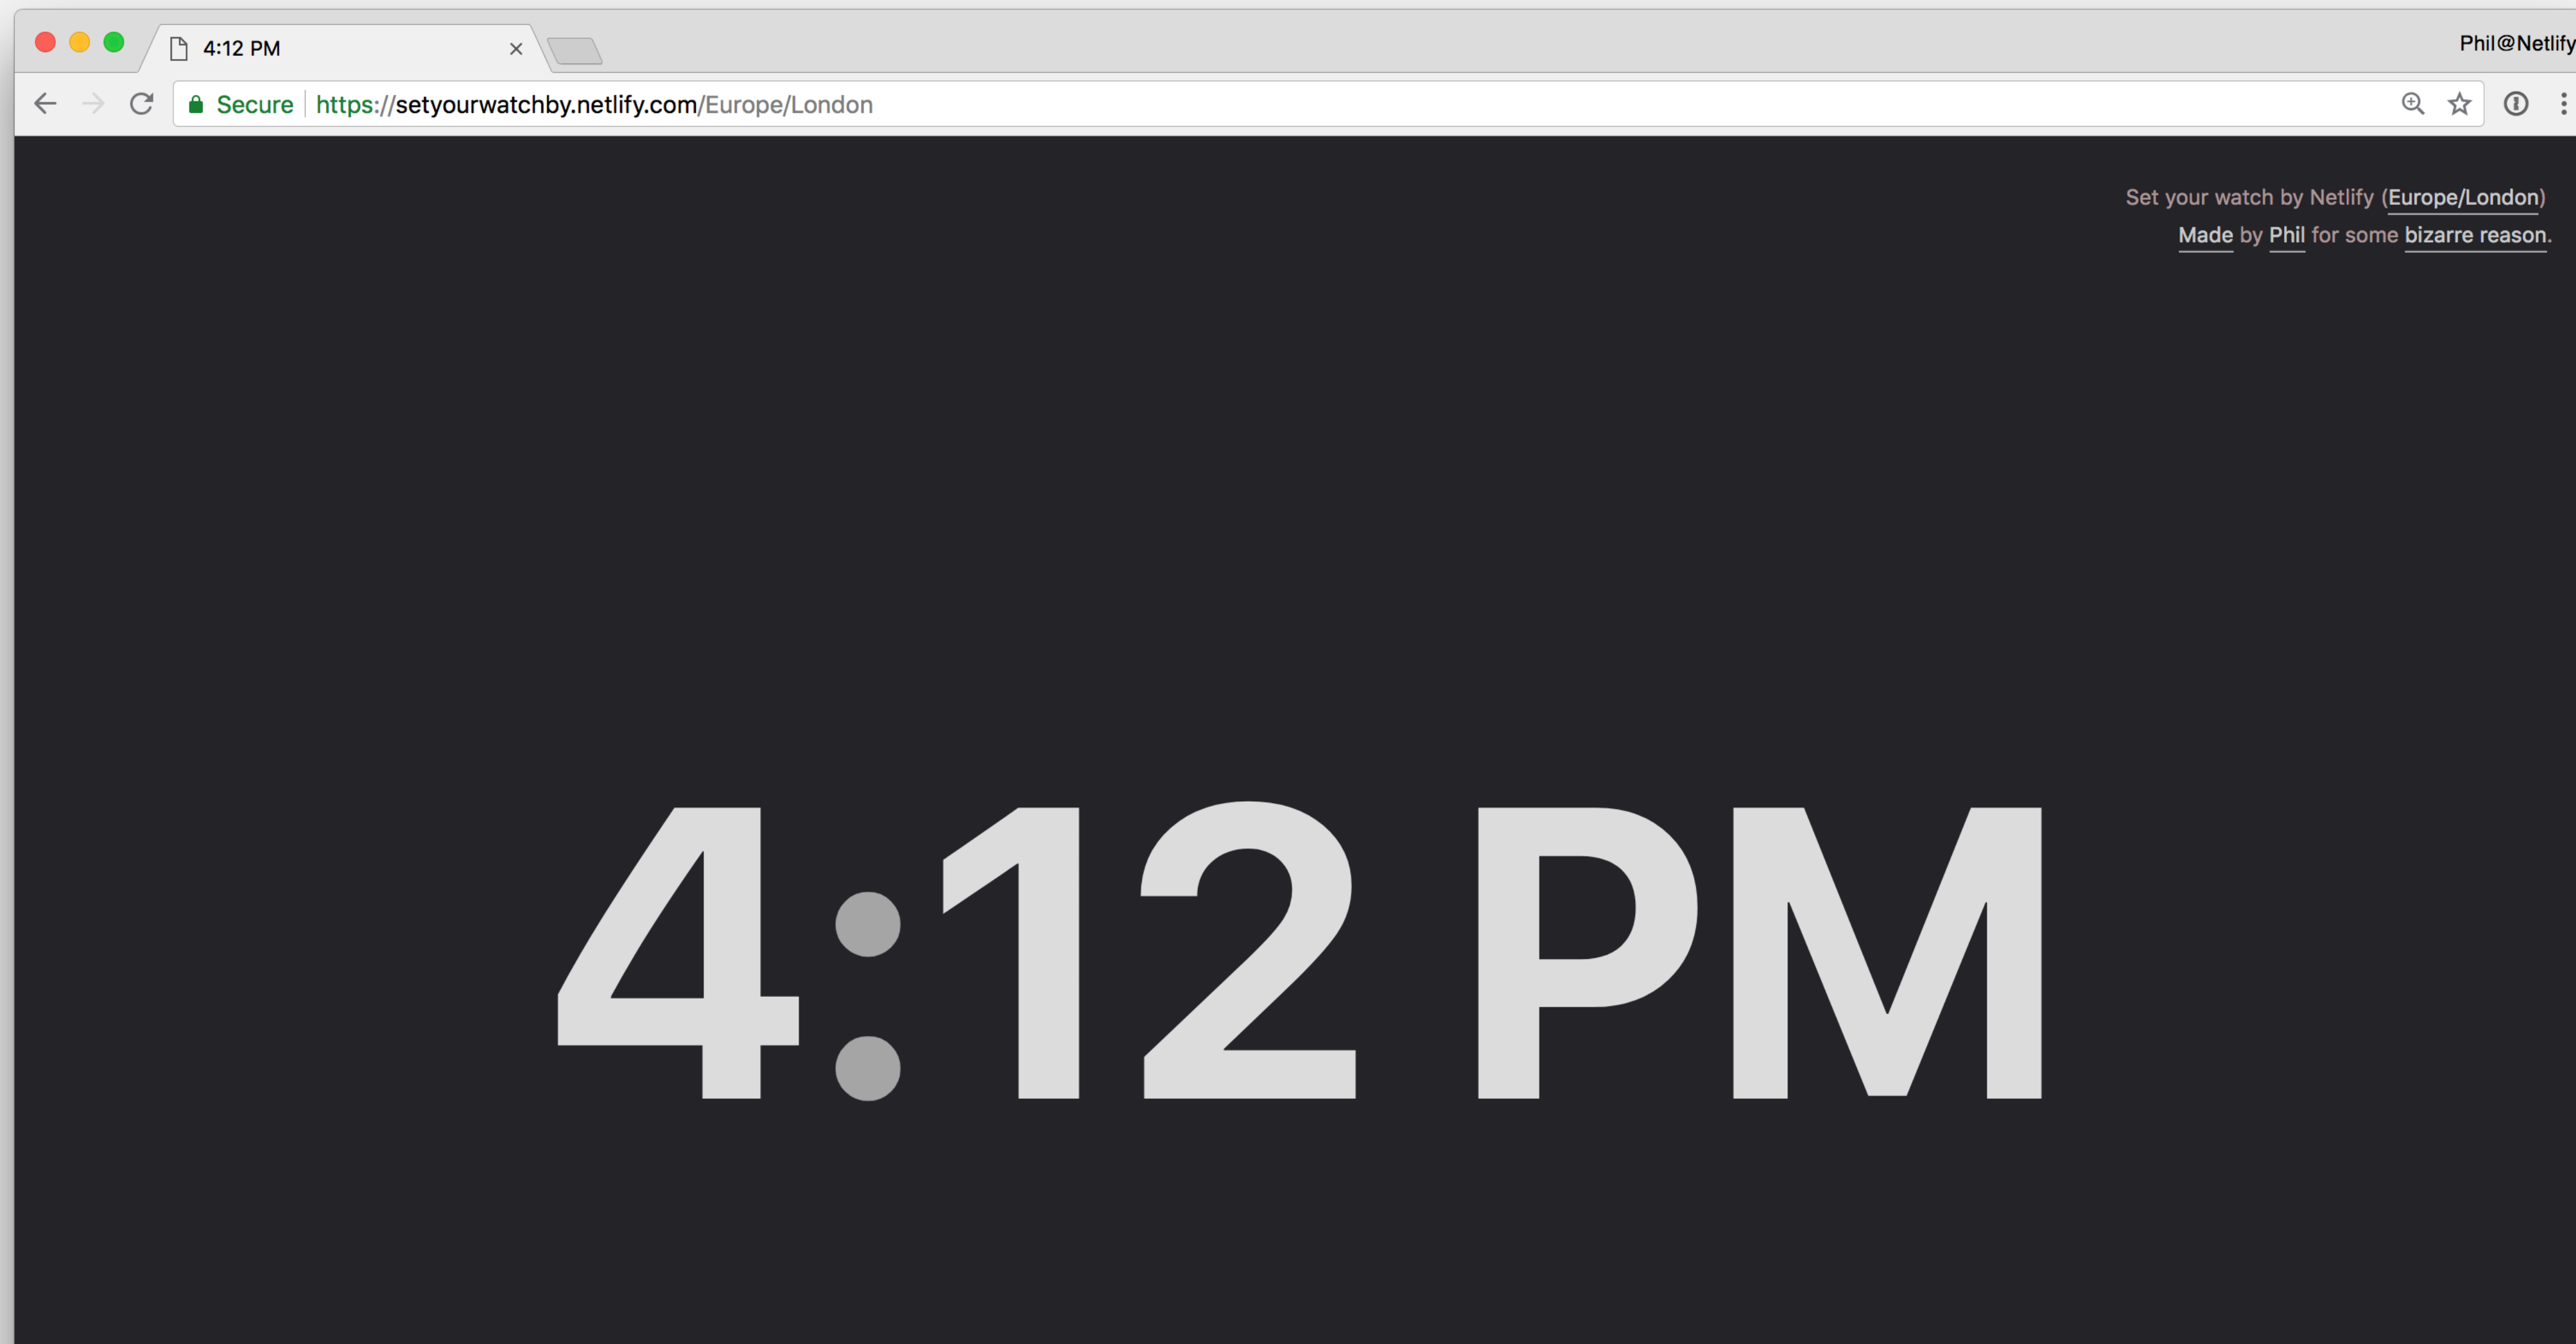 4:12 PM
Phil@Netlify
Secure https://setyourwatchby.netlify.com/Europe/London
Set your watch by Netlify (Europe/London)
Made by Phil for some bizarre reason.
4:12 PM